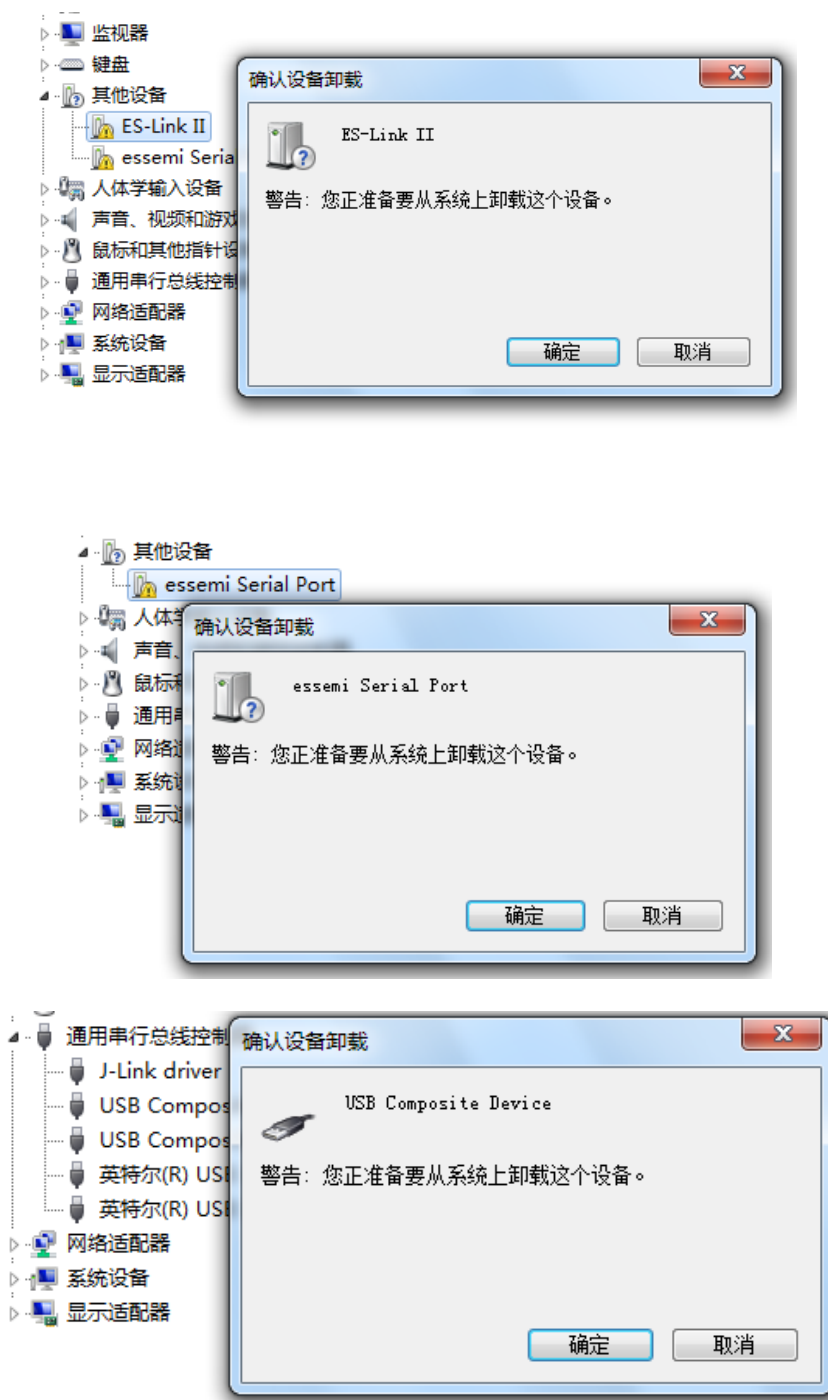 监视器
键盘
其他设备
ES-Link II
essemi Seria
人体学输入设备
声音、视频和游戏
鼠标和其他指针设
通用串行总线控制
网络适配器
系统设备
显示适配器
确认设备卸载
ES-Link II
警告：您正准备要从系统上卸载这个设备。
确定
取消
其他设备
essemi Serial Port
人体学
声音、
鼠标和
通用串
网络适
系统设
显示适
确认设备卸载
essemi Serial Port
警告：您正准备要从系统上卸载这个设备。
确定
取消
通用串行总线控制
J-Link driver
USB Compos
USB Compos
英特尔(R) USB
英特尔(R) USB
网络适配器
系统设备
显示适配器
确认设备卸载
USB Composite Device
警告：您正准备要从系统上卸载这个设备。
确定
取消